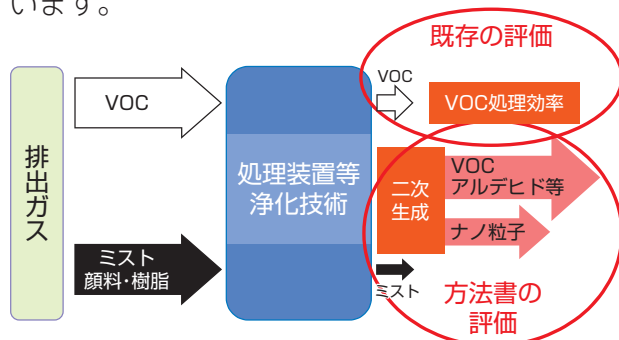 います。
既存の評価
VOC
VOC
VOC処理効率
排出ガス
処理装置等
浄化技術
二次
生成
VOC
アルデヒド等
ナノ粒子
ミスト
顔料・樹脂
ミスト
方法書の
評価